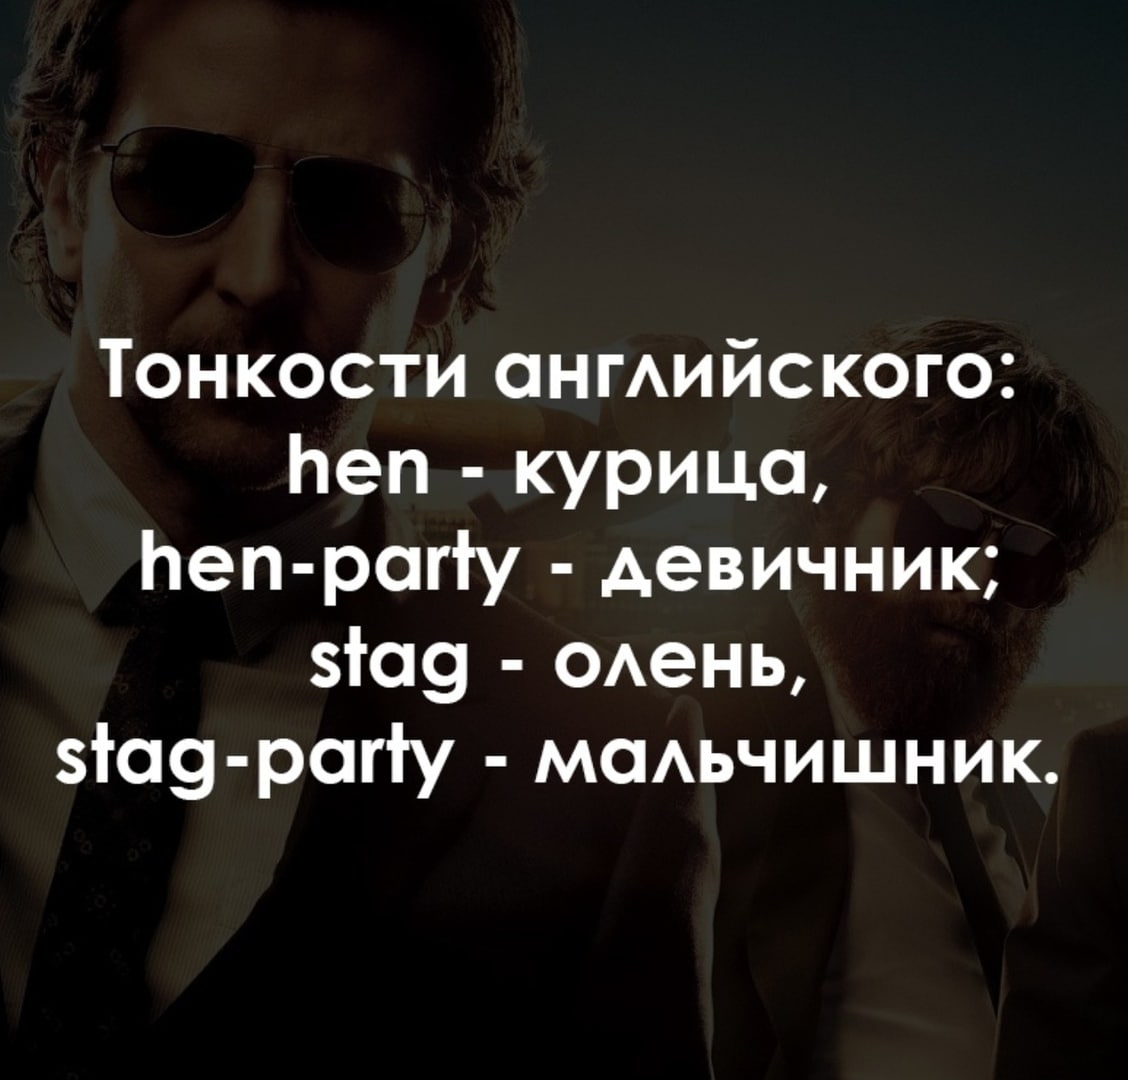 Тонкости английского:
hen - курица,
hen-party - девичник;
stag - олень,
stag-party - мальчишник.